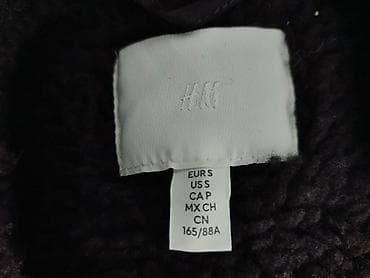 H&M
EUR S
US S
CA P
MX CH
CN
165/88A